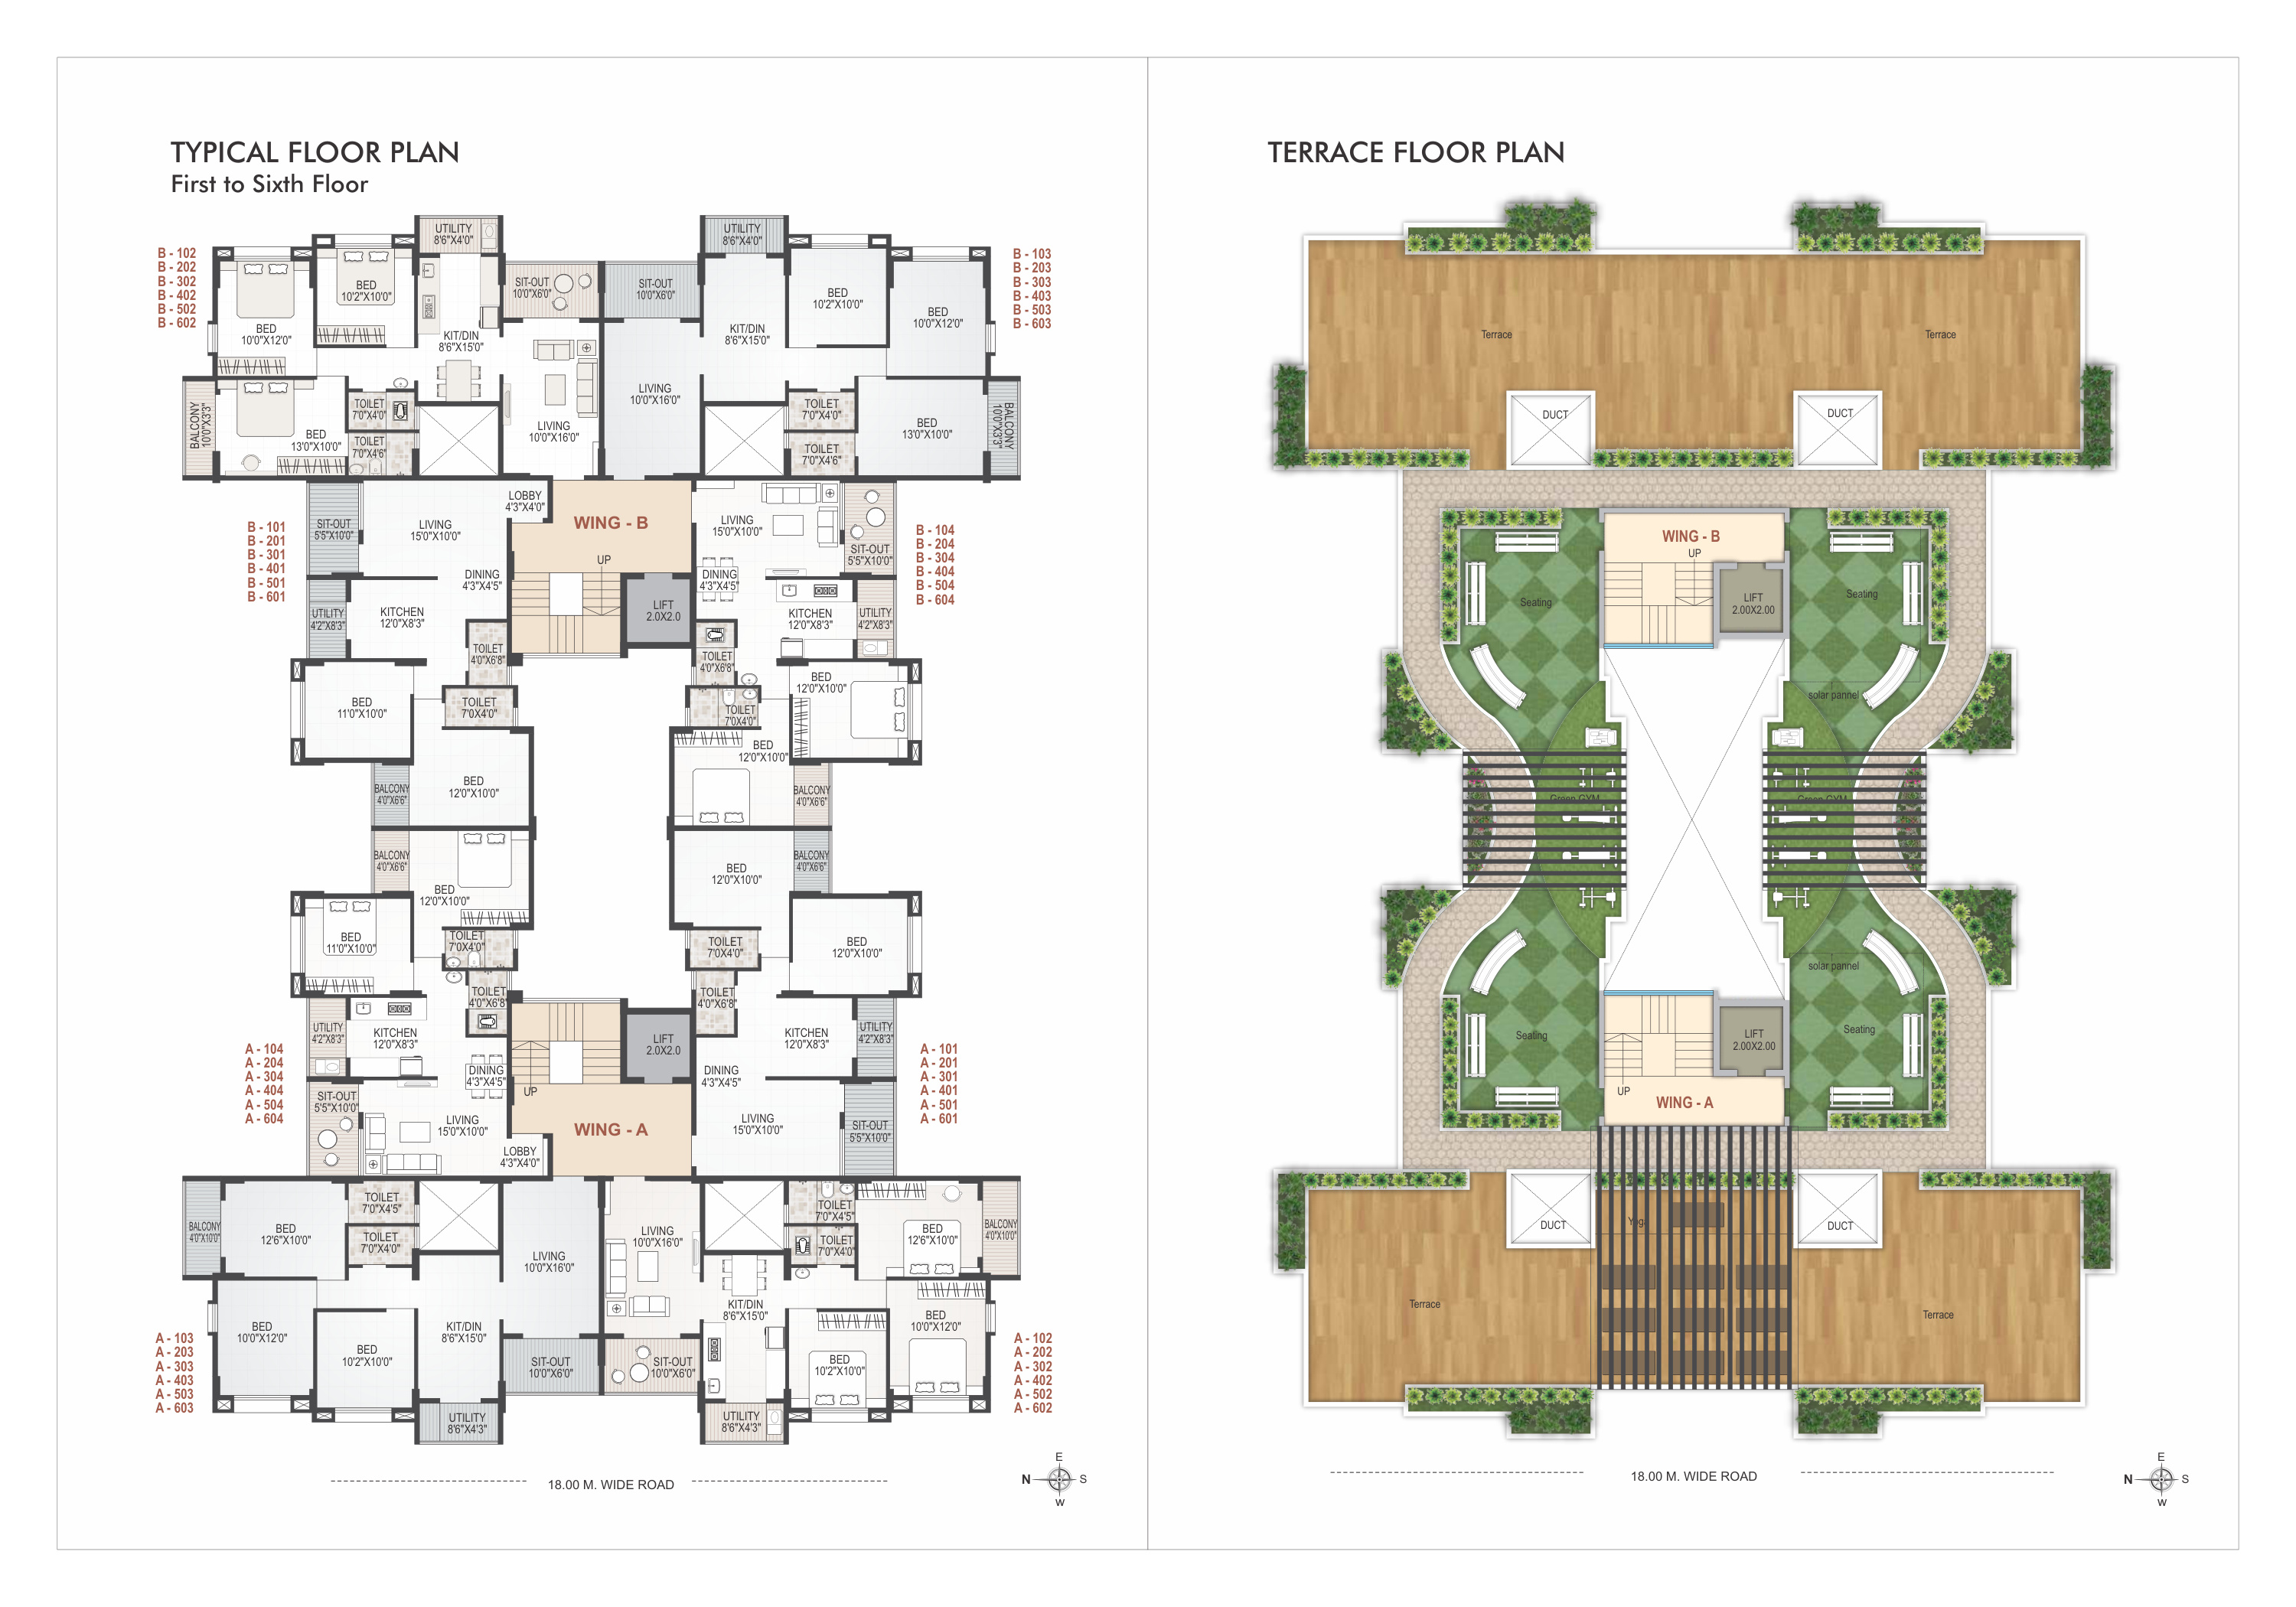 TYPICAL FLOOR PLAN
First to Sixth Floor
B - 102
B - 202
B - 302
B - 402
B - 502
B - 602
UTILITY
8'6"X4'0"
BED
10'2"X10'0"
SIT-OUT
10'0"X6'0"
BED
10'0"X12'0"
KIT/DIN
8'6"X15'0"
LIVING
10'0"X16'0"
BALCONY
10'0"X3'3"
BED
13'0"X10'0"
TOILET
7'0"X4'0"
TOILET
7'0"X4'6"
UTILITY
8'6"X4'0"
SIT-OUT
10'0"X6'0"
KIT/DIN
8'6"X15'0"
BED
10'2"X10'0"
BED
10'0"X12'0"
LIVING
10'0"X16'0"
TOILET
7'0"X4'0"
TOILET
7'0"X4'6"
BED
13'0"X10'0"
BALCONY
10'0"X3'3"
B - 103
B - 203
B - 303
B - 403
B - 503
B - 603
B - 101
B - 201
B - 301
B - 401
B - 501
B - 601
SIT-OUT
5'5"X10'0"
LIVING
15'0"X10'0"
LOBBY
4'3"X4'0"
DINING
4'3"X4'5"
UTILITY
4'2"X8'3"
KITCHEN
12'0"X8'3"
TOILET
4'0"X6'8"
BED
11'0"X10'0"
TOILET
7'0X4'0"
BED
12'0"X10'0"
BALCONY
4'0"X6'6"
WING - B
UP
LIFT
2.0X2.0
LIVING
15'0"X10'0"
SIT-OUT
5'5"X10'0"
DINING
4'3"X4'5"
KITCHEN
12'0"X8'3"
UTILITY
4'2"X8'3"
TOILET
4'0"X6'8"
BED
12'0"X10'0"
TOILET
7'0X4'0"
BED
12'0"X10'0"
BALCONY
4'0"X6'6"
B - 104
B - 204
B - 304
B - 404
B - 504
B - 604
BALCONY
4'0"X6'6"
BED
12'0"X10'0"
BED
11'0"X10'0"
TOILET
7'0X4'0"
TOILET
4'0"X6'8"
UTILITY
4'2"X8'3"
KITCHEN
12'0"X8'3"
DINING
4'3"X4'5"
SIT-OUT
5'5"X10'0"
LIVING
15'0"X10'0"
LOBBY
4'3"X4'0"
A - 104
A - 204
A - 304
A - 404
A - 504
A - 604
BED
12'0"X10'0"
BALCONY
4'0"X6'6"
TOILET
7'0X4'0"
BED
12'0"X10'0"
TOILET
4'0"X6'8"
KITCHEN
12'0"X8'3"
UTILITY
4'2"X8'3"
DINING
4'3"X4'5"
LIVING
15'0"X10'0"
SIT-OUT
5'5"X10'0"
A - 101
A - 201
A - 301
A - 401
A - 501
A - 601
LIFT
2.0X2.0
UP
WING - A
BALCONY
4'0"X10'0"
BED
12'6"X10'0"
TOILET
7'0"X4'5"
TOILET
7'0"X4'0"
LIVING
10'0"X16'0"
BED
10'0"X12'0"
BED
10'2"X10'0"
KIT/DIN
8'6"X15'0"
SIT-OUT
10'0"X6'0"
UTILITY
8'6"X4'3"
A - 103
A - 203
A - 303
A - 403
A - 503
A - 603
LIVING
10'0"X16'0"
TOILET
7'0"X4'5"
TOILET
7'0"X4'0"
BED
12'6"X10'0"
BALCONY
4'0"X10'0"
KIT/DIN
8'6"X15'0"
BED
10'0"X12'0"
BED
10'2"X10'0"
SIT-OUT
10'0"X6'0"
UTILITY
8'6"X4'3"
A - 102
A - 202
A - 302
A - 402
A - 502
A - 602
18.00 M. WIDE ROAD
E
N
S
W
TERRACE FLOOR PLAN
Terrace
Terrace
DUCT
DUCT
WING - B
UP
LIFT
2.00X2.00
Seating
Seating
solar pannel
Green GYM
Green GYM
solar pannel
Seating
Seating
LIFT
2.00X2.00
UP
WING - A
DUCT
Yoga
DUCT
Terrace
Terrace
18.00 M. WIDE ROAD
E
N
S
W